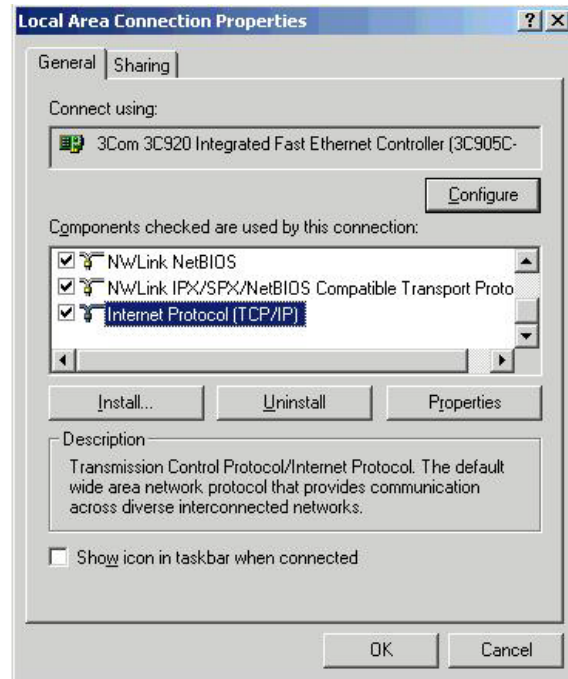 Local Area Connection Properties
General Sharing
Connect using:
3Com 3C920 Integrated Fast Ethernet Controller (3C905C-
Configure
Components checked are used by this connection:
NWLink NetBIOS
NWLink IPX/SPX/NetBIOS Compatible Transport Proto
Internet Protocol (TCP/IP)
Install... Uninstall Properties
Description
Transmission Control Protocol/Internet Protocol. The default
wide area network protocol that provides communication
across diverse interconnected networks.
Show icon in taskbar when connected
OK Cancel